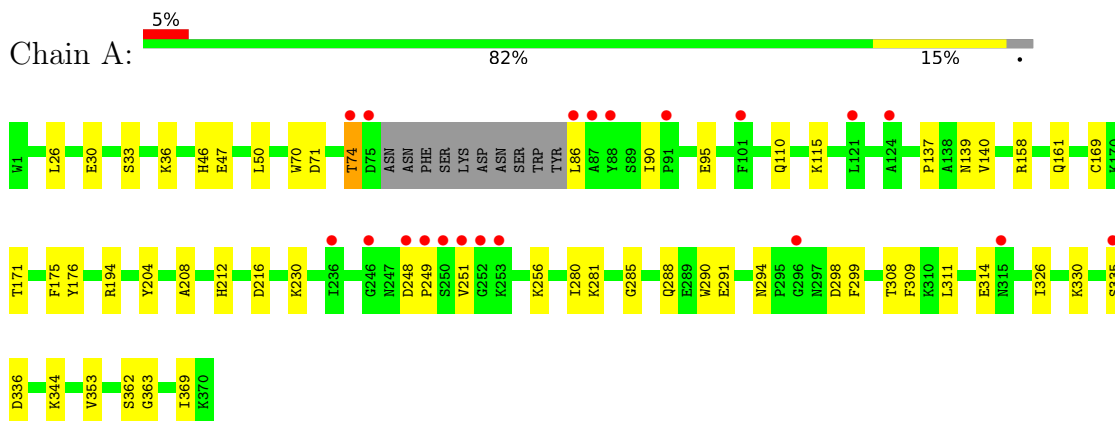 5%
Chain A:
82% 15% •
W1 L26 E30 S33 K36 H46 E47 L50 W70 D71 T74 D75 ASN ASN PHE SER LYS ASP ASN SER TRP TYR L86 A87 Y88 S89 I90 P91 E95 F101 Q110 K115 L121 A124 P137 A138 N139 V140 R158 Q161 C169 K170
T171 F175 Y176 R194 Y204 A208 H212 D216 K230 I236 G246 N247 D248 P249 S250 V251 G252 K253 K256 I280 K281 G285 Q288 E289 W290 E291 N294 P295 G296 N297 D298 F299 T308 F309 K310 L311 E314 N315 I326 K330 S335
D336 K344 V353 S362 G363 I369 K370